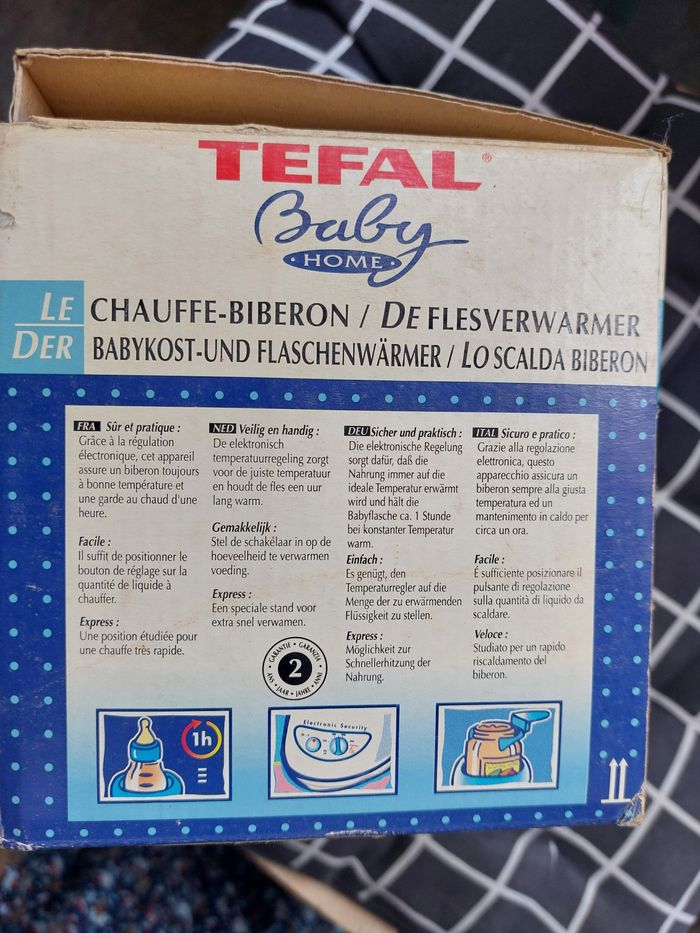 TEFAL®
Baby
HOME
LE CHAUFFE-BIBERON / DE FLESVERWARMER
DER BABYKOST-UND FLASCHENWÄRMER / LO SCALDA BIBERON
FRA Sûr et pratique :
Grâce à la régulation
électronique, cet appareil
assure un biberon toujours
à bonne température et
une garde au chaud d'une
heure.
Facile :
Il suffit de positionner le
bouton de réglage sur la
quantité de liquide à
chauffer.
Express :
Une position étudiée pour
une chauffe très rapide.
NED Veilig en handig :
De elektronisch
temperatuurregeling zorgt
voor de juiste temperatuur
en houdt de fles een uur
lang warm.
Gemakkelijk :
Stel de schakelaar in op de
hoeveelheid te verwarmen
voeding.
Express :
Een speciale stand voor
extra snel verwamen.
DEU Sicher und praktisch :
Die elektronische Regelung
sorgt dafür, daß die
Nahrung immer auf die
ideale Temperatur erwärmt
wird und hält die
Babyflasche ca. 1 Stunde
bei konstanter Temperatur
warm.
Einfach :
Es genügt, den
Temperaturregler auf die
Menge der zu erwärmenden
Flüssigkeit zu stellen.
Express :
Möglichkeit zur
Schnellerhitzung der
Nahrung.
ITAL Sicuro e pratico :
Grazie alla regolazione
elettronica, questo
apparecchio assicura un
biberon sempre alla giusta
temperatura ed un
mantenimento in caldo per
circa un ora.
Facile :
É sufficiente posizionare il
pulsante di regolazione
sulla quantità di liquido da
scaldare.
Veloce :
Studiato per un rapido
riscaldamento del
biberon.
GARANTIE • GARANZIA
2
ANS • JAAR • JAHRE • ANNI
1h
Electronic Security